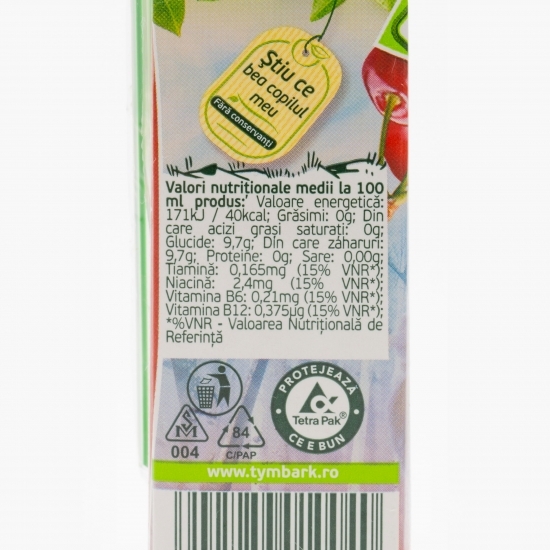 Știu ce
bea copilul
meu
Fără conservanți
Valori nutriționale medii la 100
ml produs: Valoare energetică:
171kJ / 40kcal; Grăsimi: 0g; Din
care acizi grași saturați: 0g;
Glucide: 9,7g; Din care zaharuri:
9,7g; Proteine: 0g; Sare: 0,00g;
Tiamină: 0,165mg (15% VNR*);
Niacină: 2,4mg (15% VNR*);
Vitamina B6: 0,21mg (15% VNR*);
Vitamina B12: 0,375µg (15% VNR*);
*%VNR - Valoarea Nutrițională de
Referință
PROTEJEAZĂ
Tetra Pak®
CE E BUN
SM
004
84
C/PAP
www.tymbark.ro